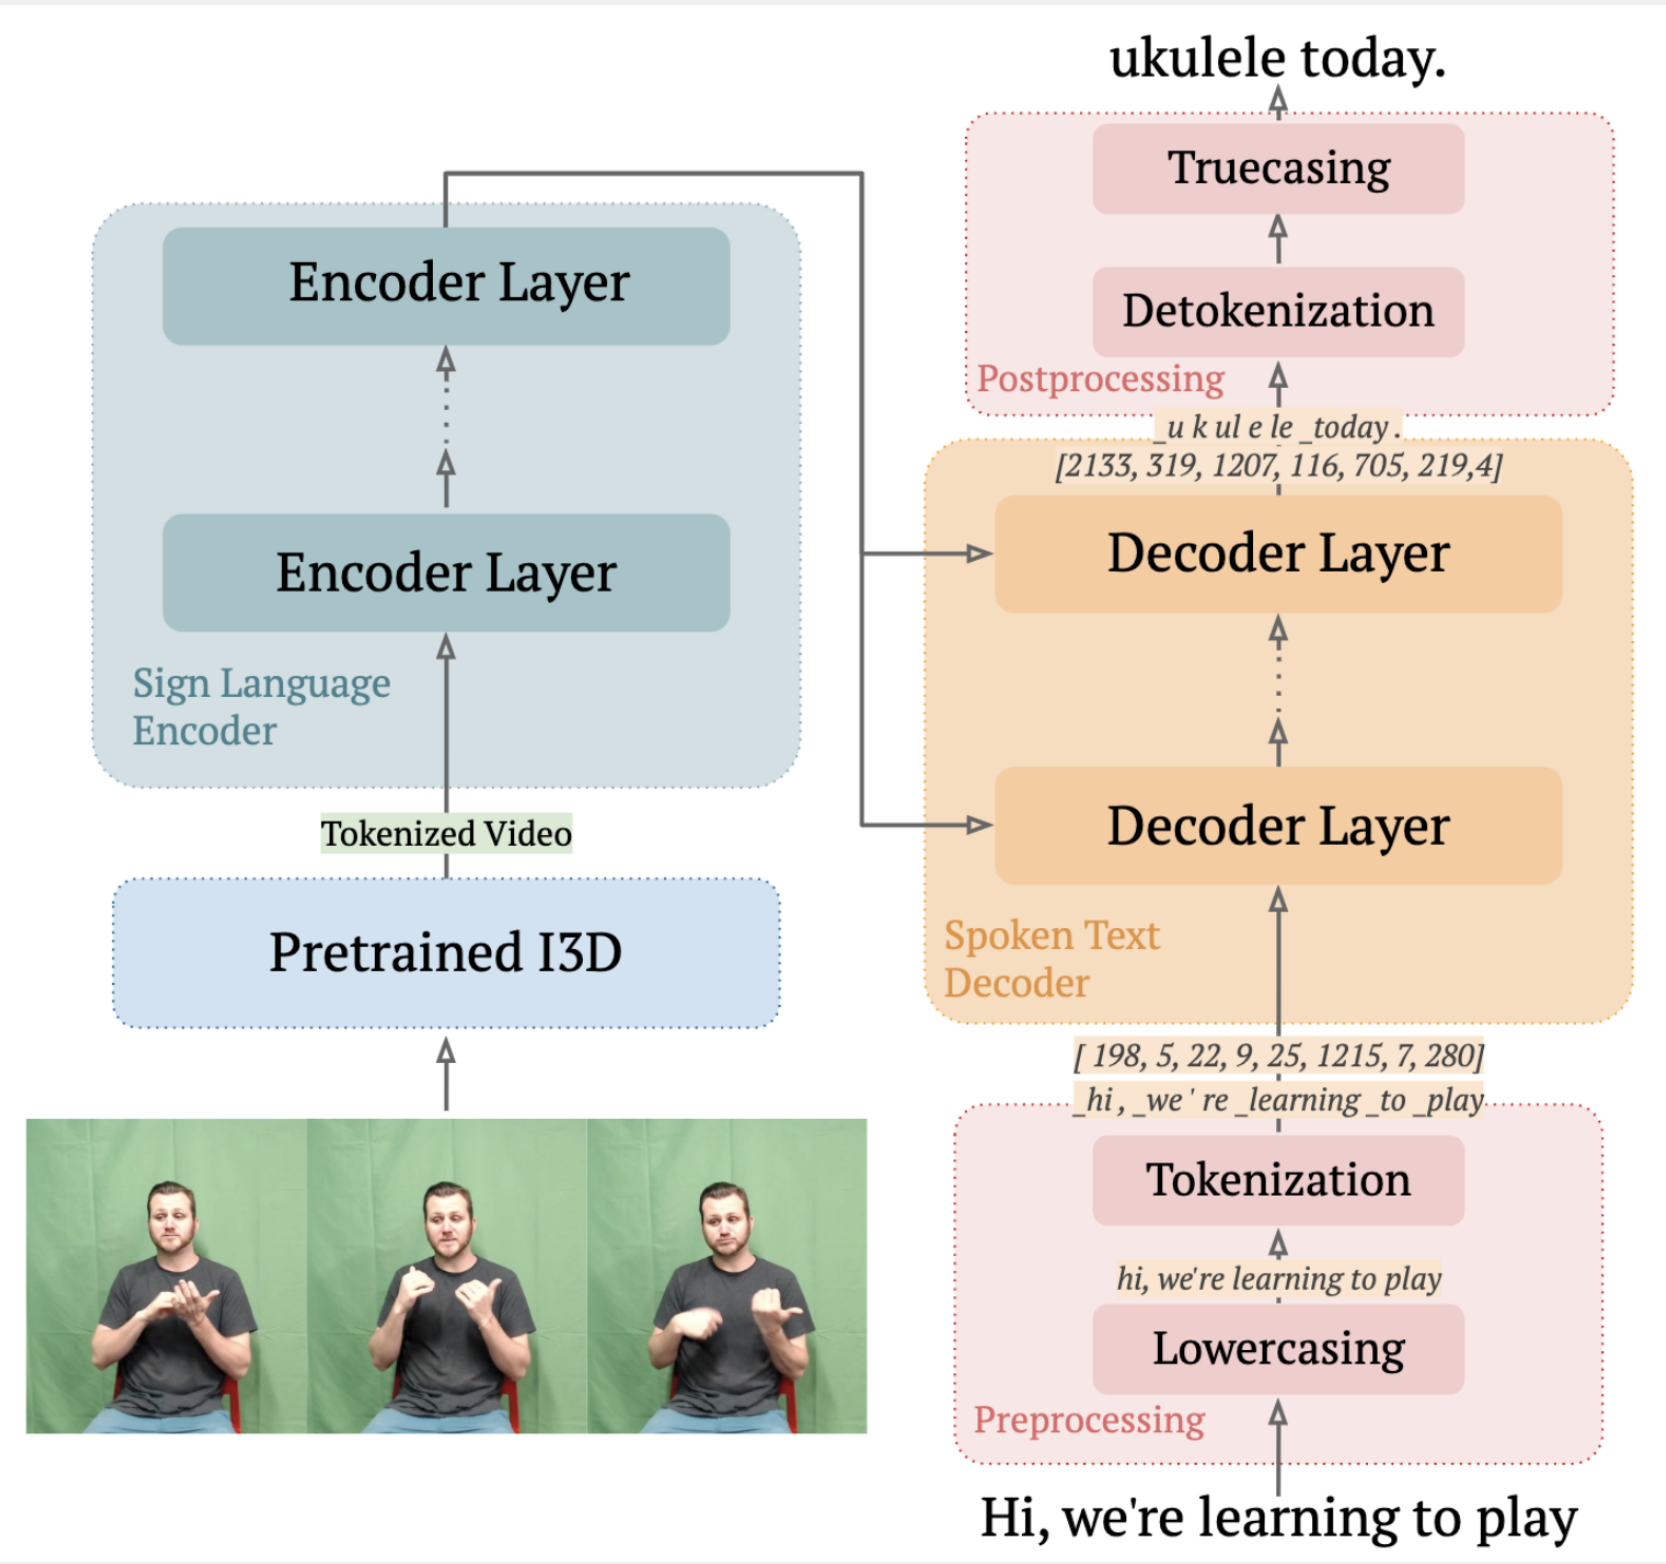 ukulele today.
Truecasing
Detokenization
Postprocessing
_u k ul e le _today .
[2133, 319, 1207, 116, 705, 219,4]
Decoder Layer
Decoder Layer
Spoken Text
Decoder
[ 198, 5, 22, 9, 25, 1215, 7, 280]
_hi , _we ' re _learning _to _play
Tokenization
hi, we're learning to play
Lowercasing
Preprocessing
Hi, we're learning to play
Encoder Layer
Encoder Layer
Sign Language
Encoder
Tokenized Video
Pretrained I3D